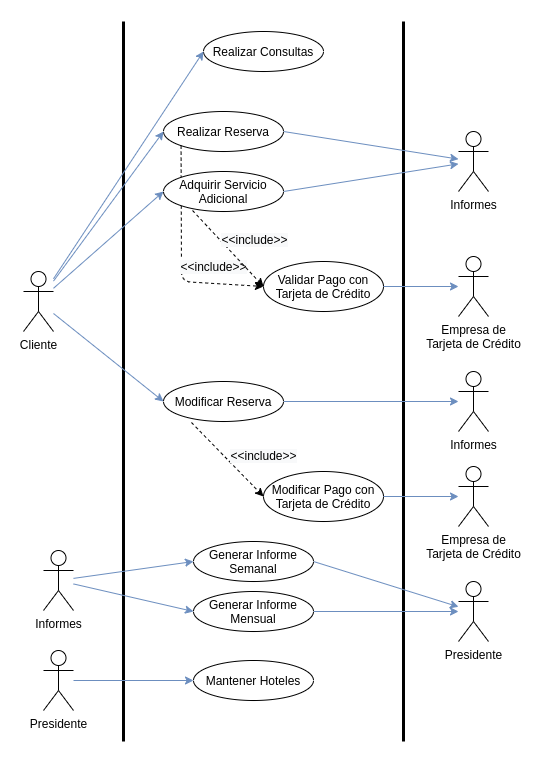 Realizar Consultas
Realizar Reserva
Adquirir Servicio
Adicional
Informes
<<include>>
<<include>>
Validar Pago con
Tarjeta de Crédito
Cliente
Empresa de
Tarjeta de Crédito
Modificar Reserva
Informes
<<include>>
Modificar Pago con
Tarjeta de Crédito
Empresa de
Tarjeta de Crédito
Generar Informe
Semanal
Informes
Generar Informe
Mensual
Presidente
Mantener Hoteles
Presidente